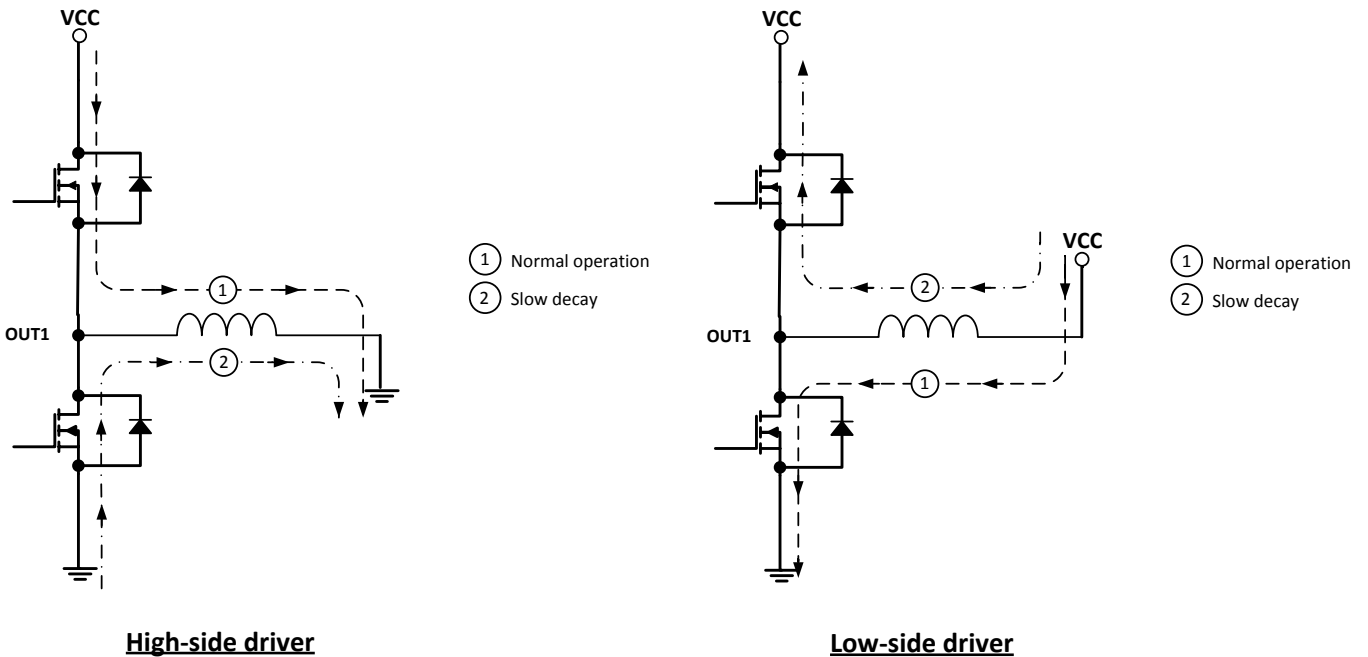 VCC
1
1 Normal operation
2 Slow decay
OUT1
2
High-side driver
VCC
VCC
2
1 Normal operation
2 Slow decay
OUT1
1
Low-side driver